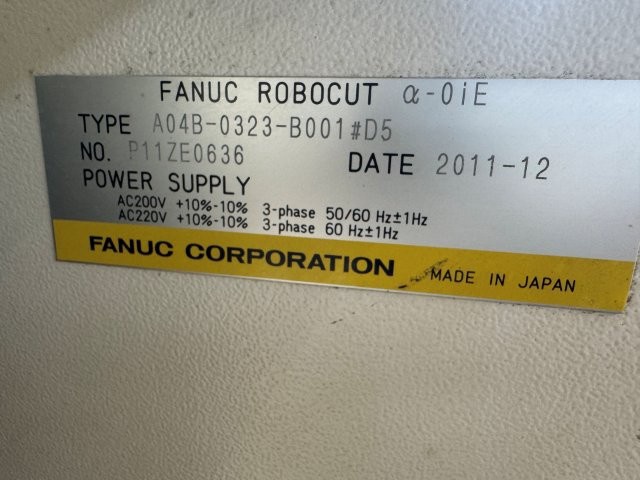 FANUC ROBOCUT α-0iE
TYPE A04B-0323-B001#D5
NO. P11ZE0636 DATE 2011-12
POWER SUPPLY
AC200V +10%-10% 3-phase 50/60 Hz±1Hz
AC220V +10%-10% 3-phase 60 Hz±1Hz
FANUC CORPORATION MADE IN JAPAN